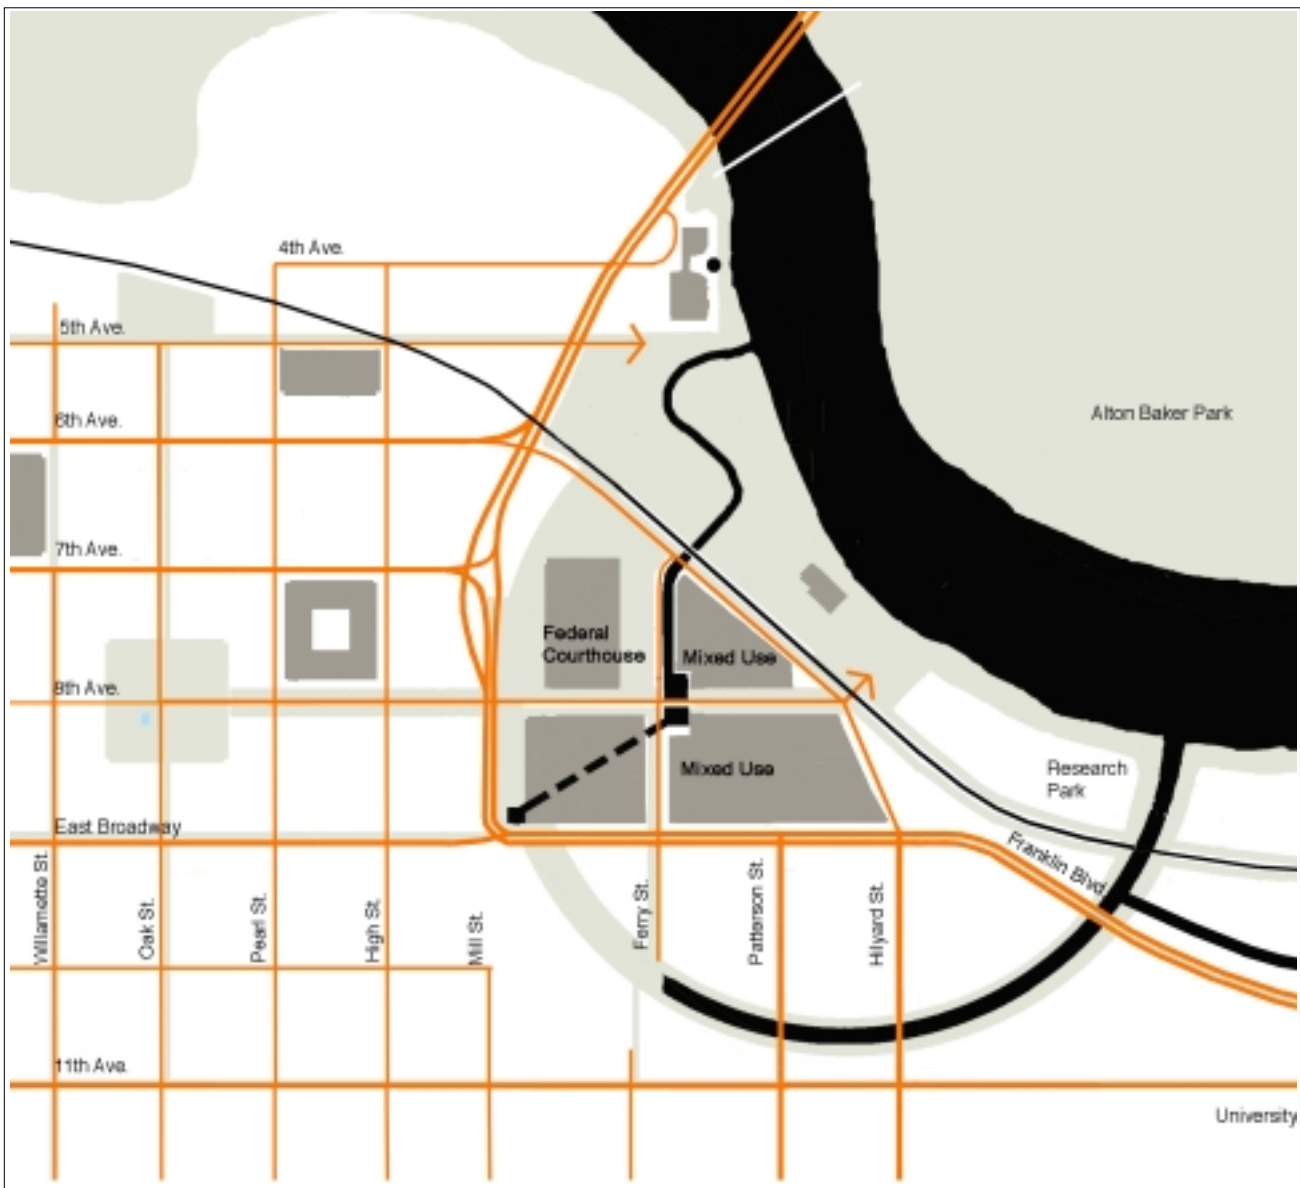 4th Ave.
5th Ave.
Alton Baker Park
6th Ave.
7th Ave.
Federal
Courthouse
Mixed Use
8th Ave.
Mixed Use
Research
Park
East Broadway
Franklin Blvd.
Willamette St.
Oak St.
Pearl St.
High St.
Mill St.
Ferry St.
Patterson St.
Hilyard St.
11th Ave.
University